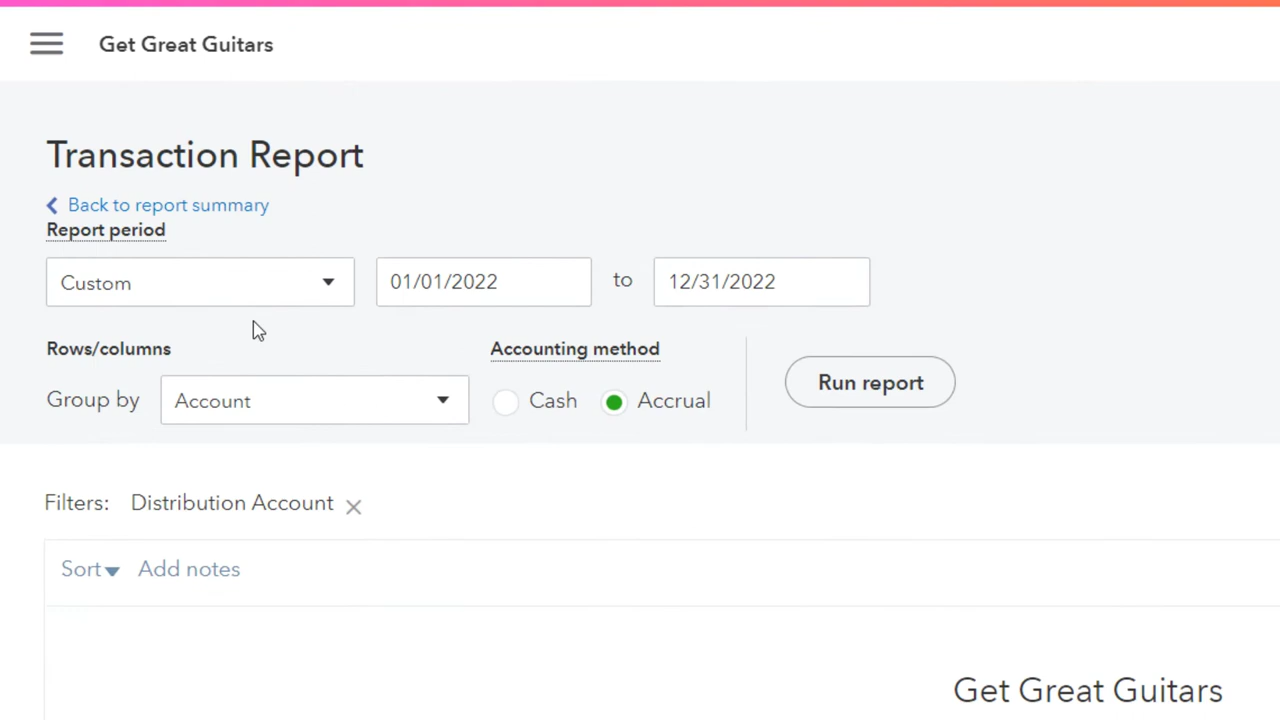 Get Great Guitars
Transaction Report
Back to report summary
Report period
Custom 01/01/2022 to 12/31/2022
Rows/columns Accounting method
Group by Account Cash Accrual Run report
Filters: Distribution Account
Sort Add notes
Get Great Guitars